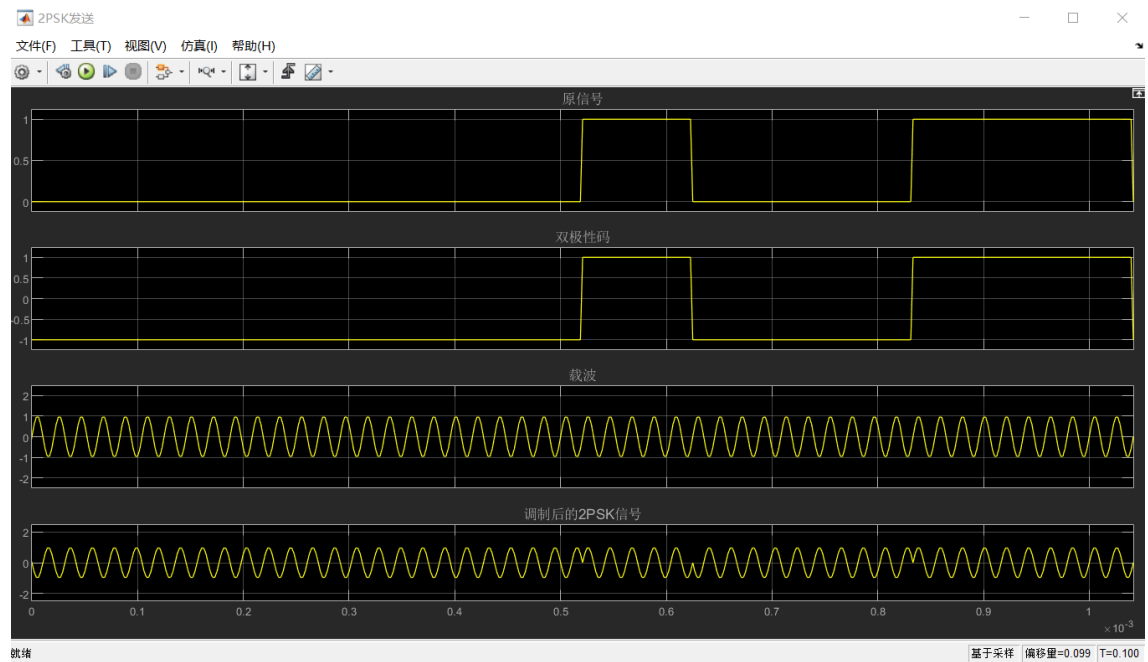 2PSK发送
文件(F) 工具(T) 视图(V) 仿真(I) 帮助(H)
原信号
1
0.5
0
双极性码
1
0.5
0
-0.5
-1
载波
2
1
0
-1
-2
调制后的2PSK信号
2
0
-2
0 0.1 0.2 0.3 0.4 0.5 0.6 0.7 0.8 0.9 1
×10-3
就绪 基于采样 偏移量=0.099 T=0.100